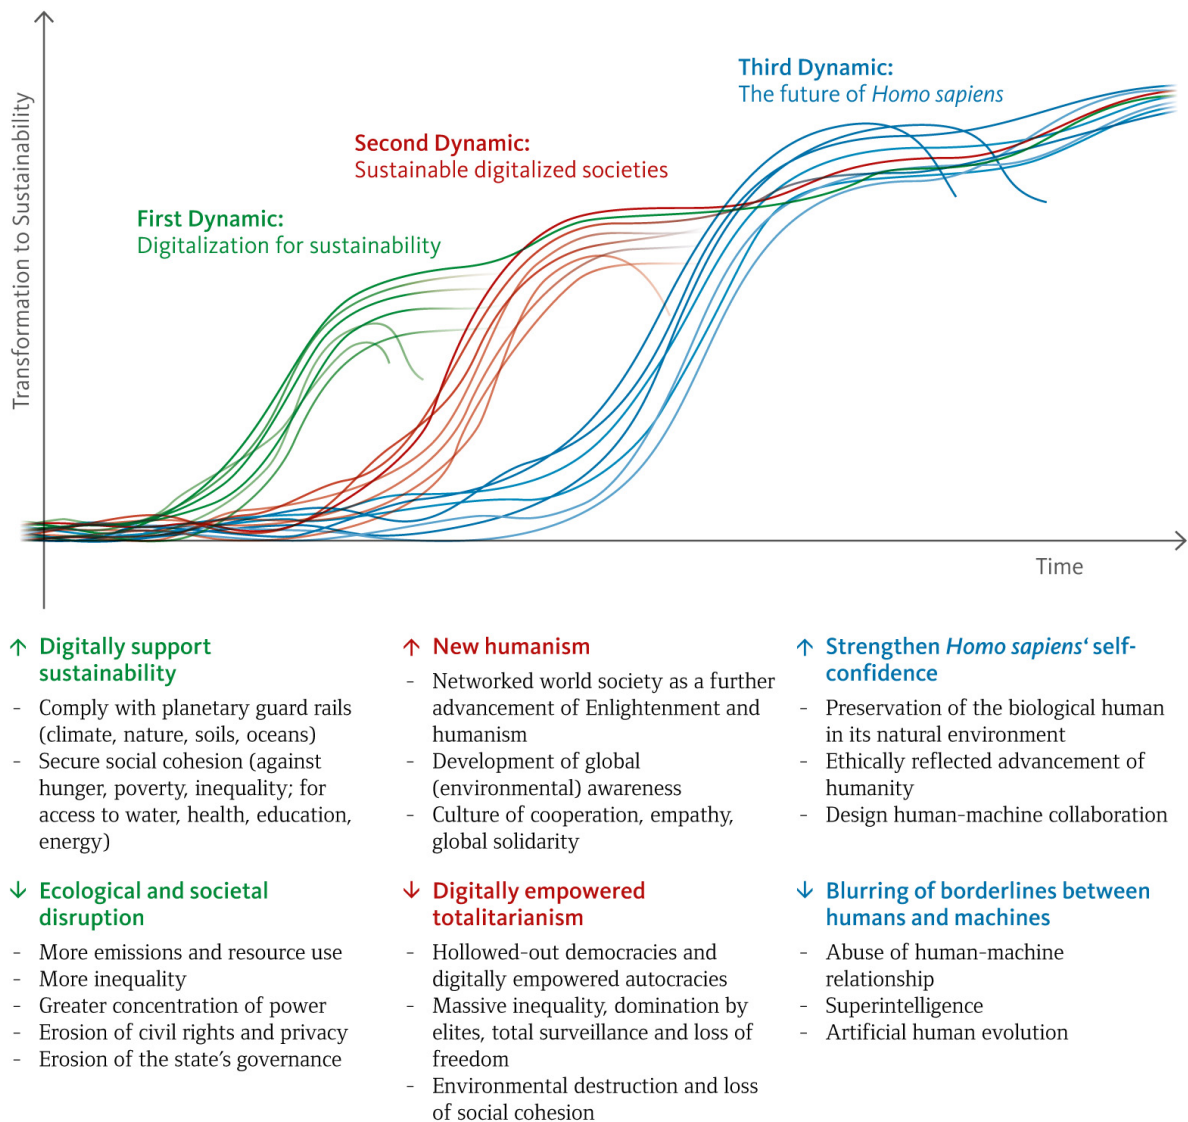 Transformation to Sustainability
Third Dynamic:
The future of Homo sapiens
Second Dynamic:
Sustainable digitalized societies
First Dynamic:
Digitalization for sustainability
Time
↑ Digitally support
sustainability
- Comply with planetary guard rails
(climate, nature, soils, oceans)
- Secure social cohesion (against
hunger, poverty, inequality; for
access to water, health, education,
energy)
↑ New humanism
- Networked world society as a further
advancement of Enlightenment and
humanism
- Development of global
(environmental) awareness
- Culture of cooperation, empathy,
global solidarity
↑ Strengthen Homo sapiens‘ self-
confidence
- Preservation of the biological human
in its natural environment
- Ethically reflected advancement of
humanity
- Design human-machine collaboration
↓ Ecological and societal
disruption
- More emissions and resource use
- More inequality
- Greater concentration of power
- Erosion of civil rights and privacy
- Erosion of the state’s governance
↓ Digitally empowered
totalitarianism
- Hollowed-out democracies and
digitally empowered autocracies
- Massive inequality, domination by
elites, total surveillance and loss of
freedom
- Environmental destruction and loss
of social cohesion
↓ Blurring of borderlines between
humans and machines
- Abuse of human-machine
relationship
- Superintelligence
- Artificial human evolution